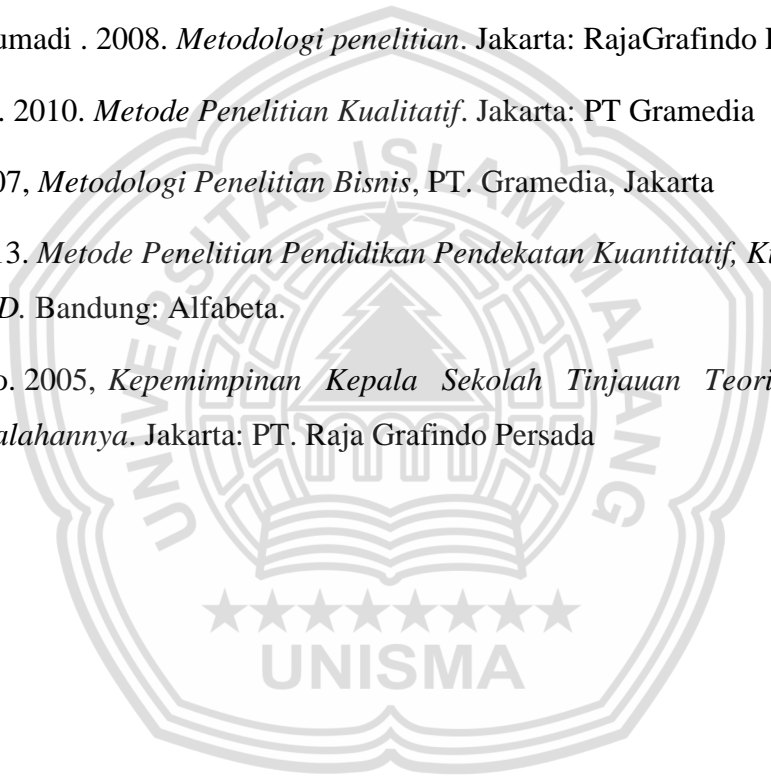 umadi . 2008. Metodologi penelitian. Jakarta: RajaGrafindo
. 2010. Metode Penelitian Kualitatif. Jakarta: PT Gramedia
07, Metodologi Penelitian Bisnis, PT. Gramedia, Jakarta
13. Metode Penelitian Pendidikan Pendekatan Kuantitatif,
D. Bandung: Alfabeta.
o. 2005, Kepemimpinan Kepala Sekolah Tinjauan Teori
alahannya. Jakarta: PT. Raja Grafindo Persada
UNIVERSITAS ISLAM MALANG
UNISMA